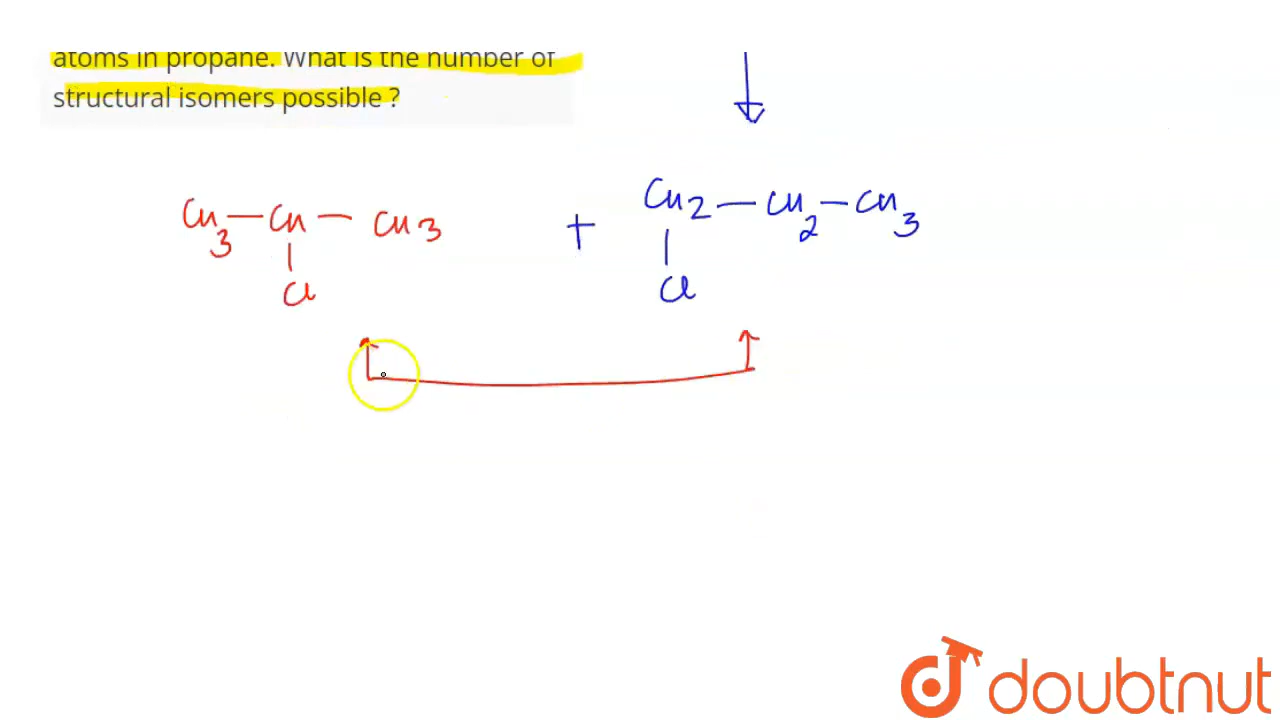 atoms in propane. What is the number of
structural isomers possible ?
CH3 — CH — CH3 + CH2 — CH2 — CH3
Cl Cl
doubtnut